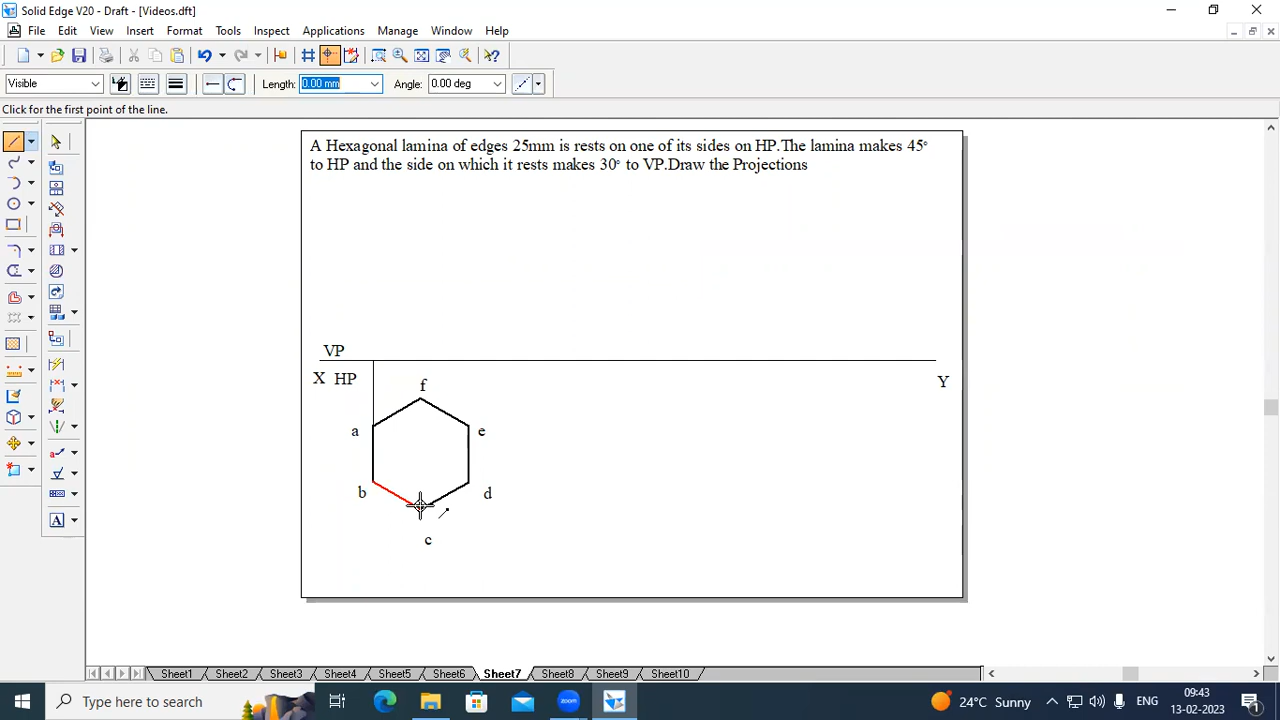 Solid Edge V20 - Draft - [Videos.dft]
File Edit View Insert Format Tools Inspect Applications Manage Window Help
Visible Length: 0.00 mm Angle: 0.00 deg
Click for the first point of the line.
A Hexagonal lamina of edges 25mm is rests on one of its sides on HP.The lamina makes 45°
to HP and the side on which it rests makes 30° to VP.Draw the Projections
VP
X HP Y
f
a e
b d
c
A
Sheet1 Sheet2 Sheet3 Sheet4 Sheet5 Sheet6 Sheet7 Sheet8 Sheet9 Sheet10
Type here to search zoom 24°C Sunny ENG 09:43
13-02-2023 1